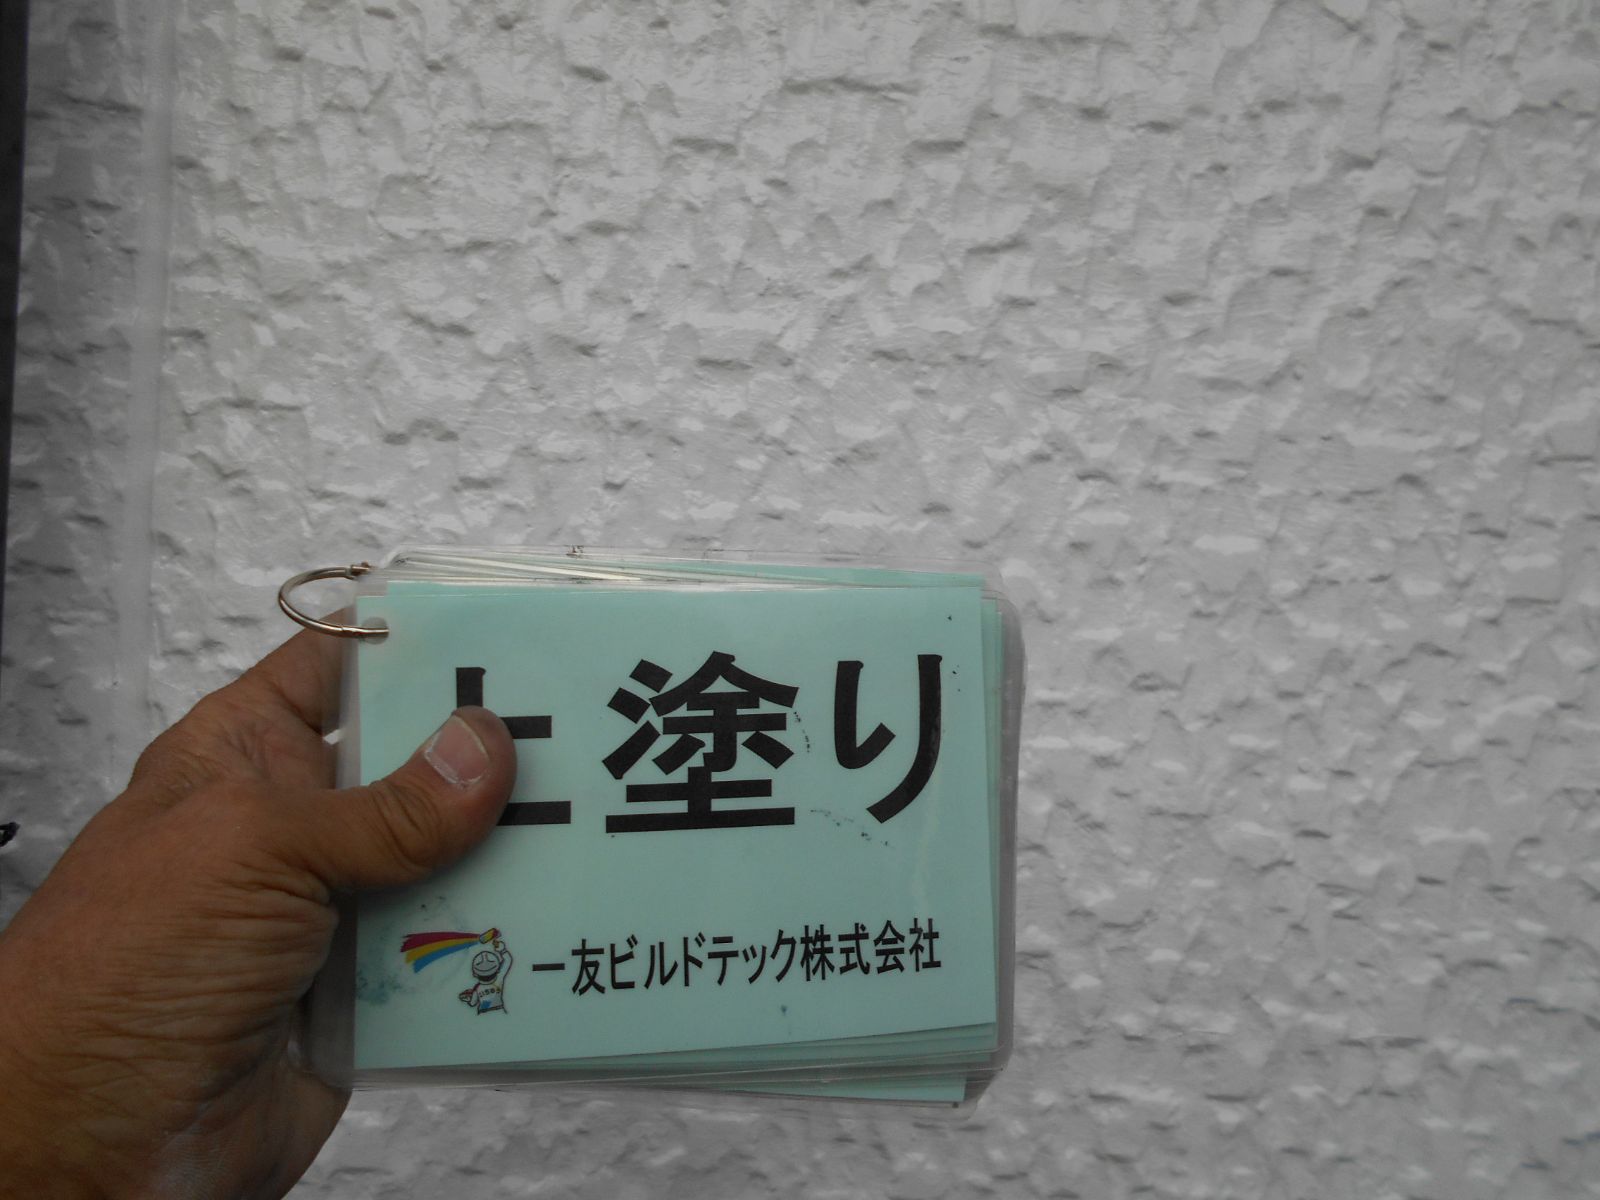 上塗り
一友ビルドテック株式会社